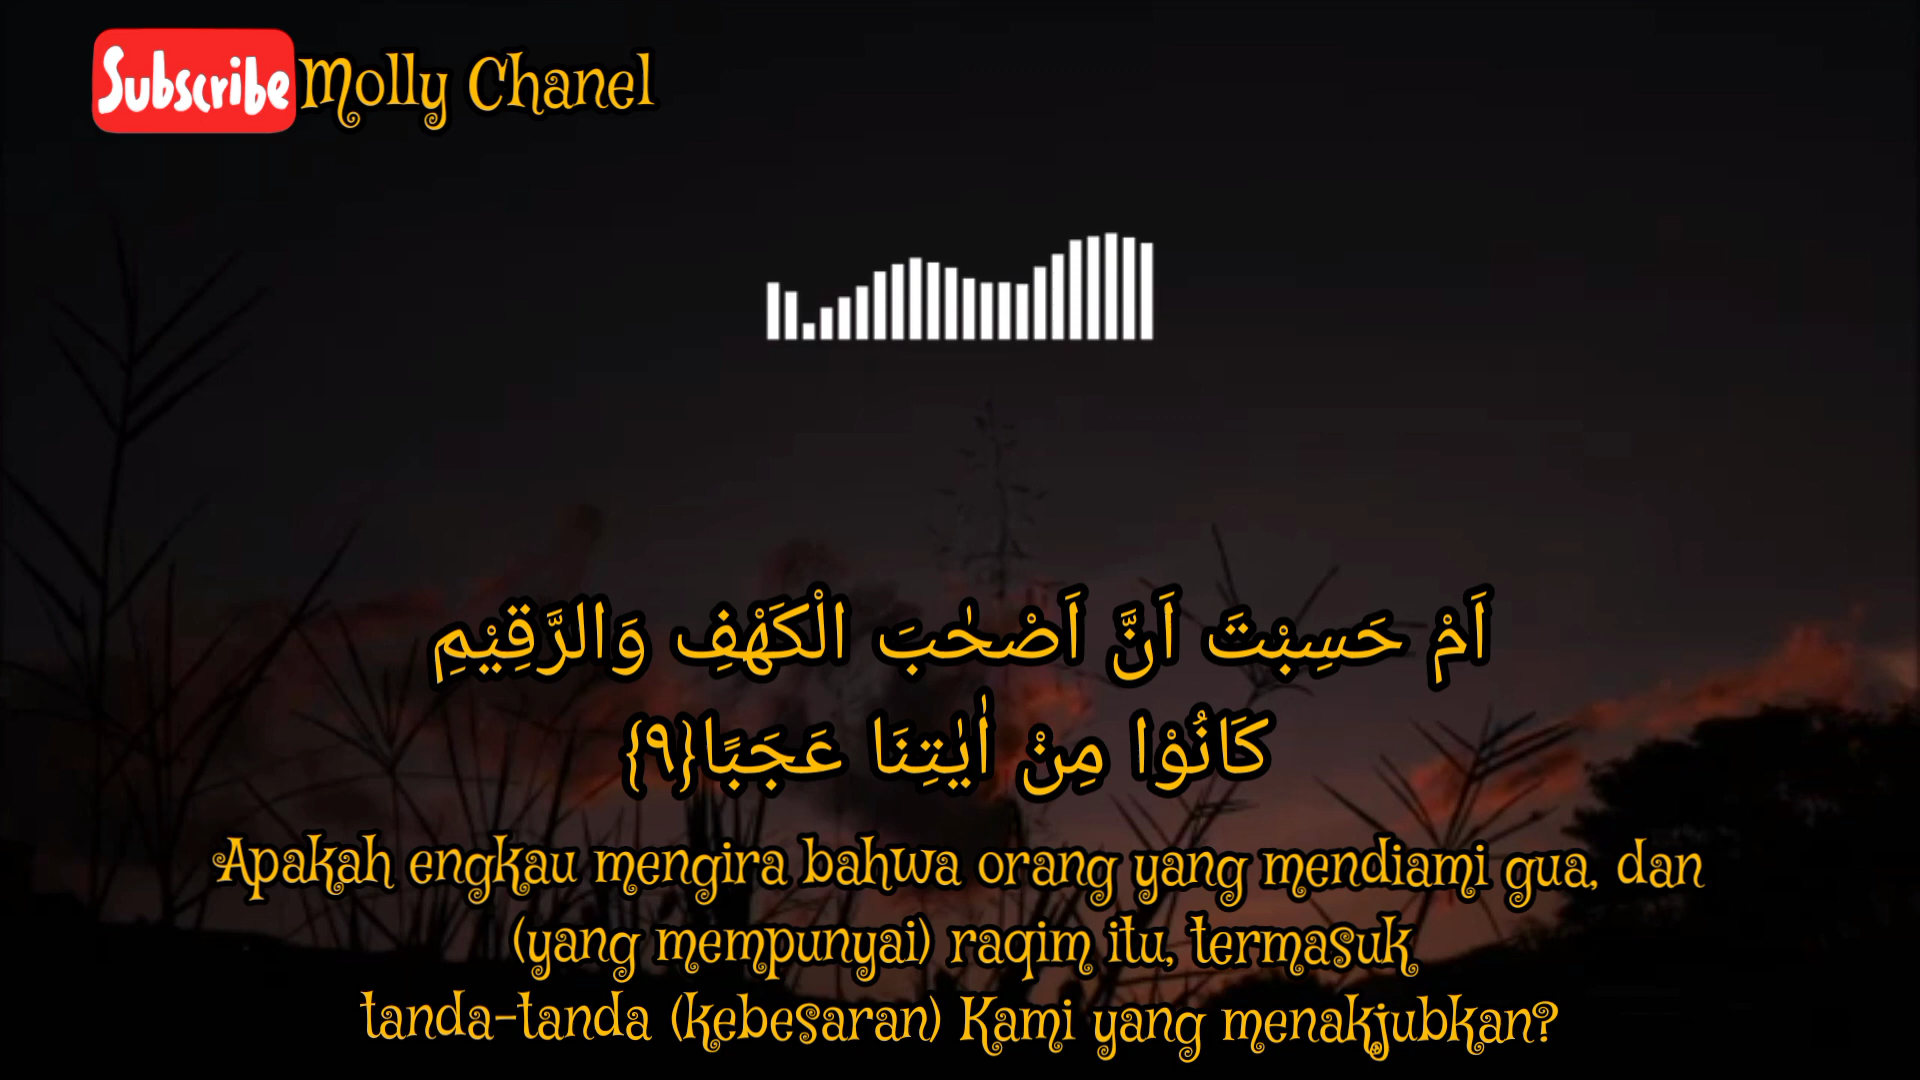 Subscribe Molly Chanel
اَمْ حَسِبْتَ اَنَّ اَصْحٰبَ الْكَهْفِ وَالرَّقِيْمِ
كَانُوْا مِنْ اٰيٰتِنَا عَجَبًا{٩}
Apakah engkau mengira bahwa orang yang mendiami gua, dan
(yang mempunyai) raqim itu, termasuk
tanda-tanda (kebesaran) Kami yang menakjubkan?